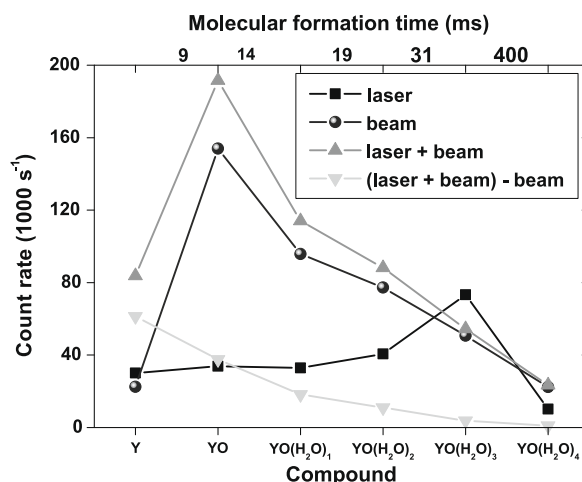 Molecular formation time (ms)
9 14 19 31 400
200
160
120
80
40
0
Count rate (1000 s⁻¹)
laser
beam
laser + beam
(laser + beam) - beam
Y YO YO(H₂O)₁ YO(H₂O)₂ YO(H₂O)₃ YO(H₂O)₄
Compound